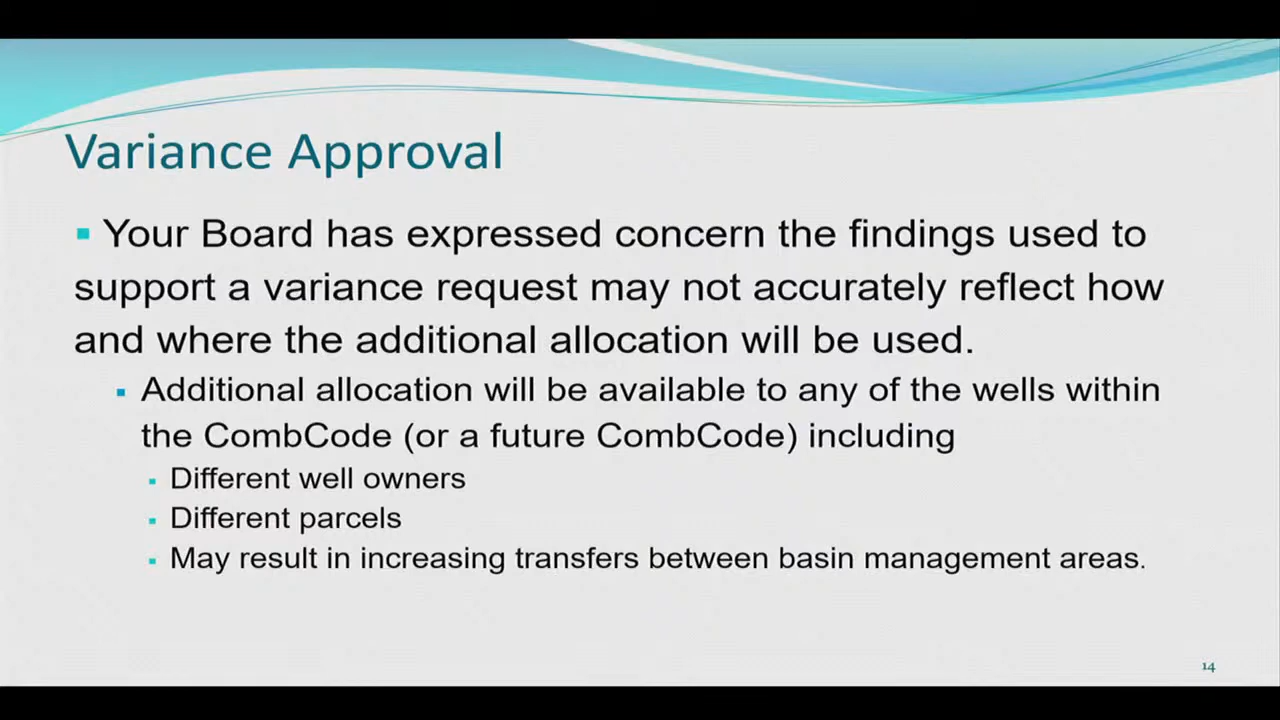 Variance Approval
▪ Your Board has expressed concern the findings used to
support a variance request may not accurately reflect how
and where the additional allocation will be used.
▪ Additional allocation will be available to any of the wells within
the CombCode (or a future CombCode) including
▪ Different well owners
▪ Different parcels
▪ May result in increasing transfers between basin management areas.
14